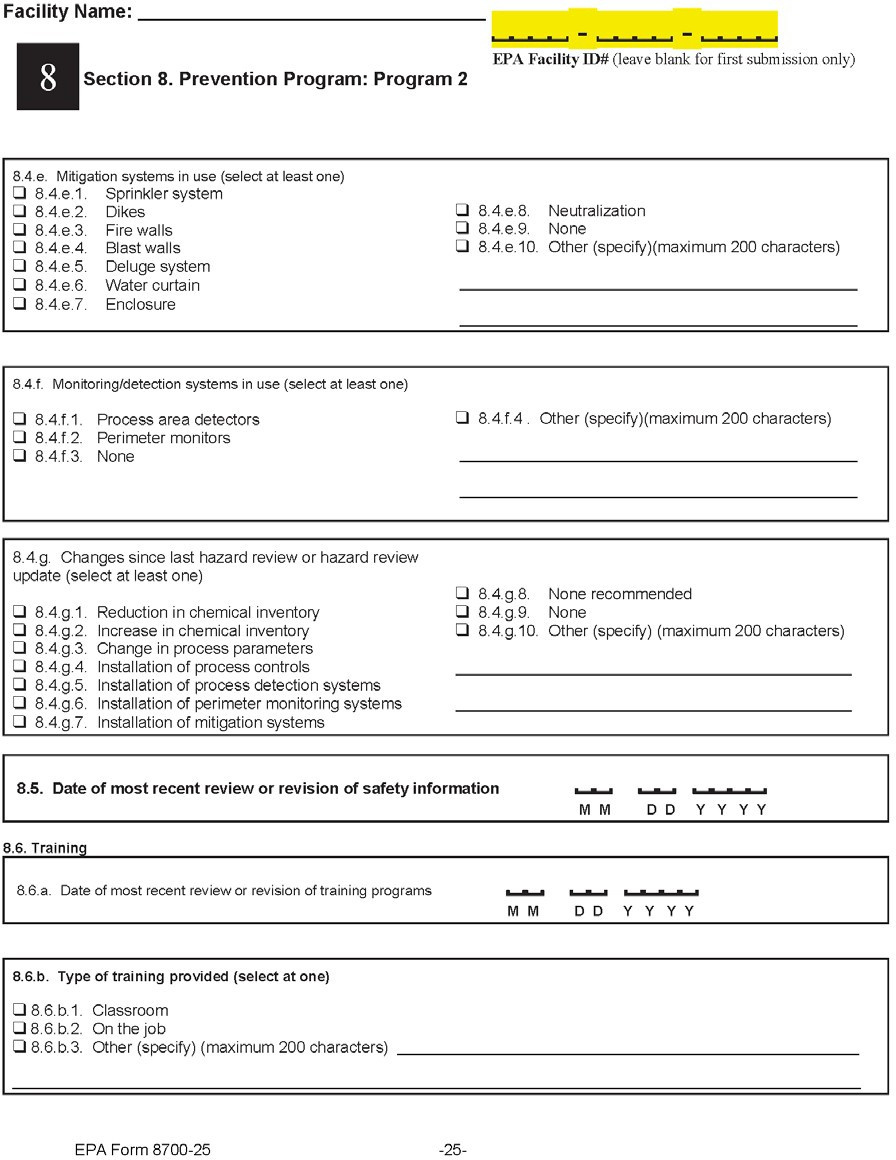 Facility Name:
EPA Facility ID# (leave blank for first submission only)
8
Section 8. Prevention Program: Program 2
8.4.e. Mitigation systems in use (select at least one)
8.4.e.1. Sprinkler system
8.4.e.2. Dikes
8.4.e.3. Fire walls
8.4.e.4. Blast walls
8.4.e.5. Deluge system
8.4.e.6. Water curtain
8.4.e.7. Enclosure
8.4.e.8. Neutralization
8.4.e.9. None
8.4.e.10. Other (specify)(maximum 200 characters)
8.4.f. Monitoring/detection systems in use (select at least one)
8.4.f.1. Process area detectors
8.4.f.2. Perimeter monitors
8.4.f.3. None
8.4.f.4 . Other (specify)(maximum 200 characters)
8.4.g. Changes since last hazard review or hazard review
update (select at least one)
8.4.g.1. Reduction in chemical inventory
8.4.g.2. Increase in chemical inventory
8.4.g.3. Change in process parameters
8.4.g.4. Installation of process controls
8.4.g.5. Installation of process detection systems
8.4.g.6. Installation of perimeter monitoring systems
8.4.g.7. Installation of mitigation systems
8.4.g.8. None recommended
8.4.g.9. None
8.4.g.10. Other (specify) (maximum 200 characters)
8.5. Date of most recent review or revision of safety information
M M D D Y Y Y Y
8.6. Training
8.6.a. Date of most recent review or revision of training programs
M M D D Y Y Y Y
8.6.b. Type of training provided (select at one)
8.6.b.1. Classroom
8.6.b.2. On the job
8.6.b.3. Other (specify) (maximum 200 characters)
EPA Form 8700-25
-25-